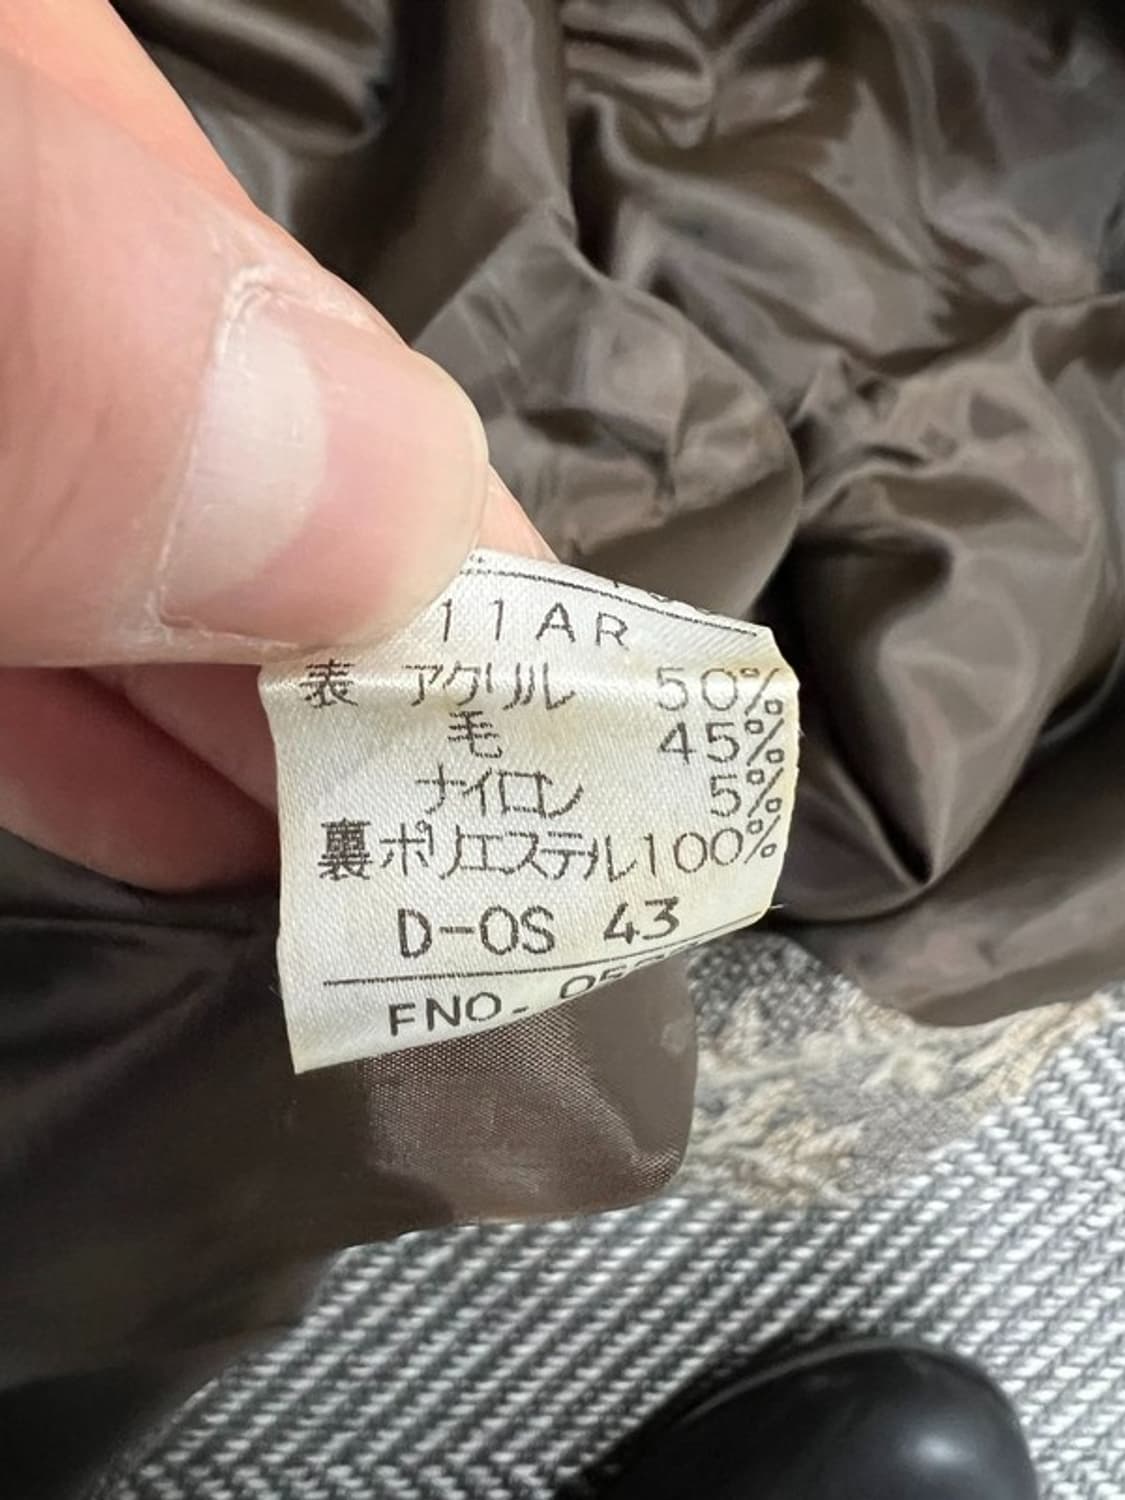 11AR
表 アクリル 50%
毛 45%
ナイロン 5%
裏ポリエステル100%
D-OS 43
FNO.